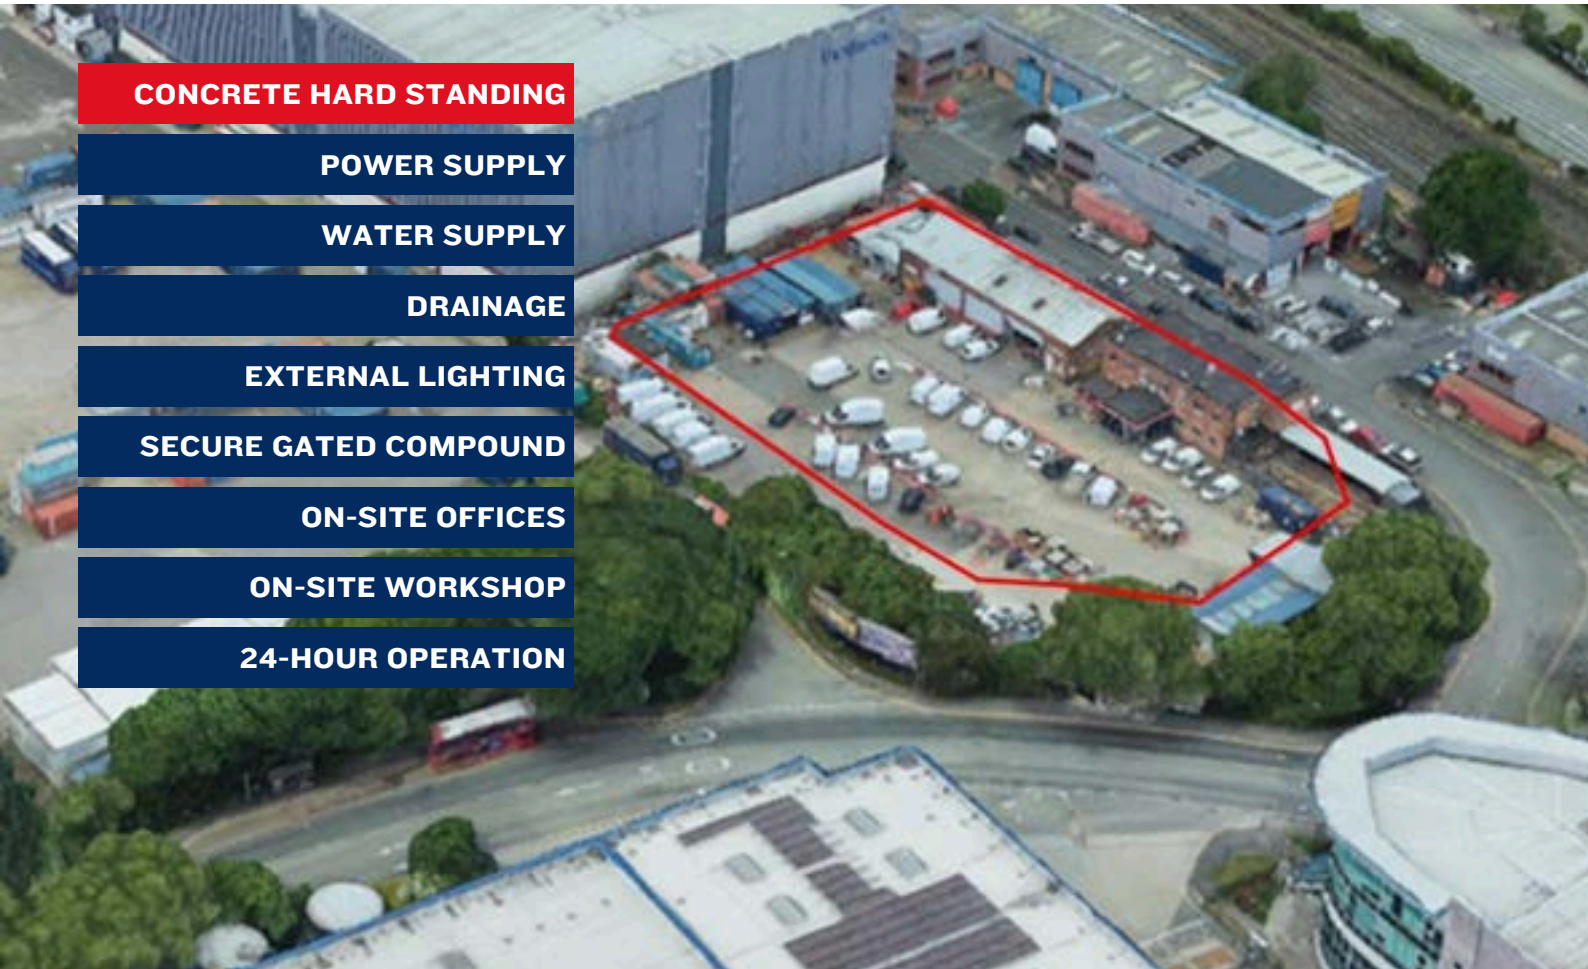 CONCRETE HARD STANDING
POWER SUPPLY
WATER SUPPLY
DRAINAGE
EXTERNAL LIGHTING
SECURE GATED COMPOUND
ON-SITE OFFICES
ON-SITE WORKSHOP
24-HOUR OPERATION